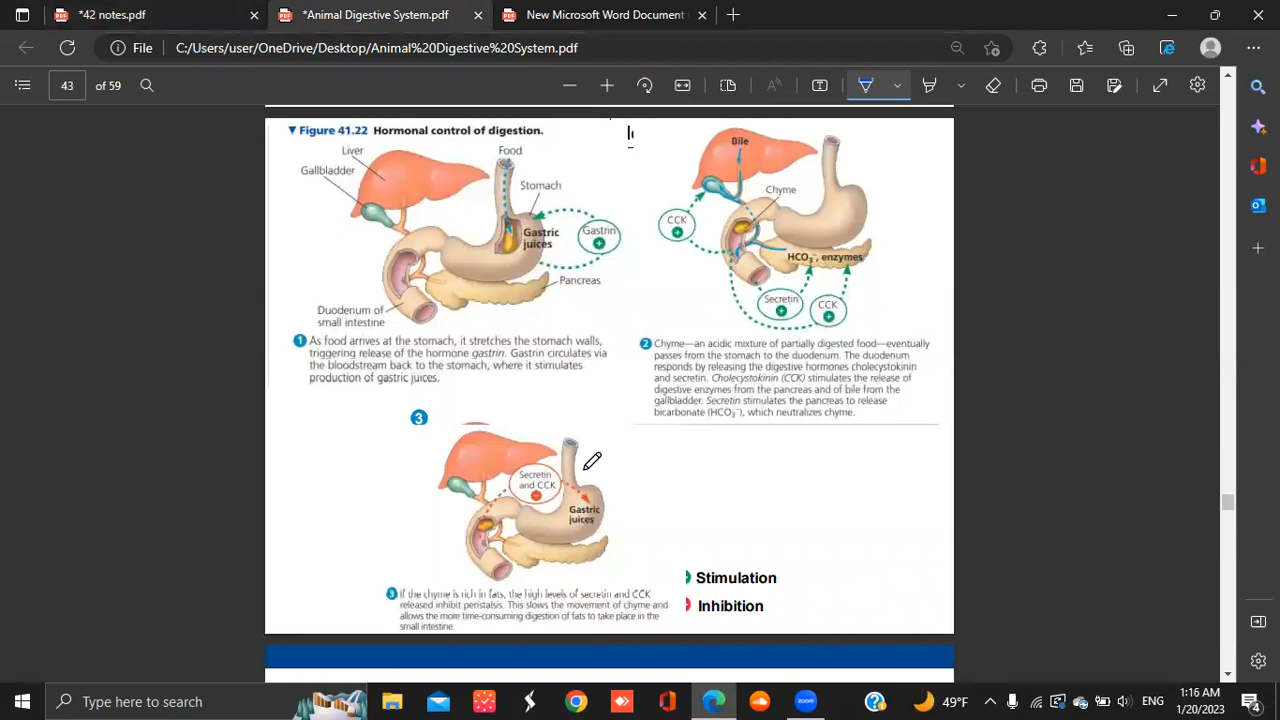 *42 notes.pdf
*Animal Digestive System.pdf
New Microsoft Word Document
File
C:/Users/user/OneDrive/Desktop/Animal%20Digestive%20System.pdf
43 of 59
▼ Figure 41.22 Hormonal control of digestion.
Liver
Gallbladder
Food
Stomach
Gastric
juices
Gastrin
+
Pancreas
Duodenum of
small intestine
1 As food arrives at the stomach, it stretches the stomach walls,
triggering release of the hormone gastrin. Gastrin circulates via
the bloodstream back to the stomach, where it stimulates
production of gastric juices.
Bile
Chyme
CCK
+
HCO₃⁻, enzymes
Secretin
+
CCK
+
2 Chyme—an acidic mixture of partially digested food—eventually
passes from the stomach to the duodenum. The duodenum
responds by releasing the digestive hormones cholecystokinin
and secretin. Cholecystokinin (CCK) stimulates the release of
digestive enzymes from the pancreas and of bile from the
gallbladder. Secretin stimulates the pancreas to release
bicarbonate (HCO₃⁻), which neutralizes chyme.
3
Secretin
and CCK
−
Gastric
juices
3 If the chyme is rich in fats, the high levels of secretin and CCK
released inhibit peristalsis. This slows the movement of chyme and
allows the more time-consuming digestion of fats to take place in the
small intestine.
Stimulation
Inhibition
Type here to search
zoom
49°F
ENG
1:16 AM
1/20/2023
4